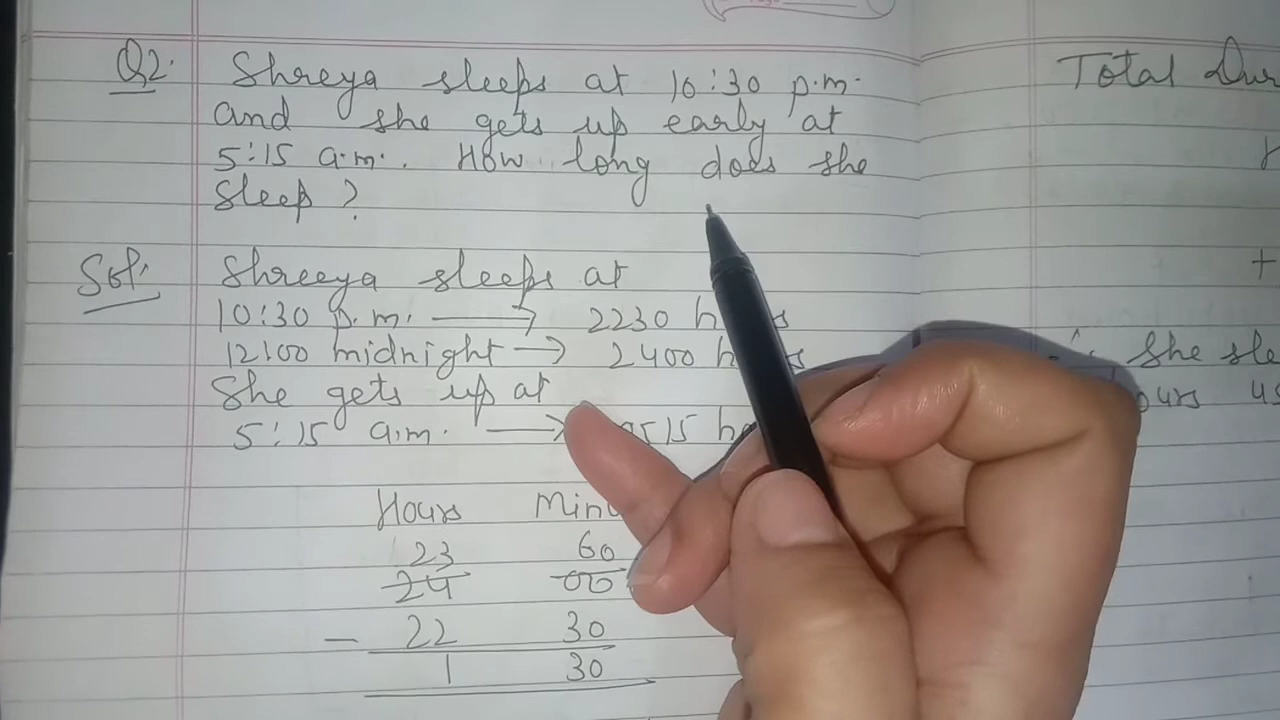 Q2. Shreya sleeps at 10:30 p.m.
and she gets up early at
5:15 a.m.. How long does she
sleep?
Sol. Shreeya sleeps at
10:30 p.m. → 2230
12:00 midnight → 2400
She gets up at
5:15 a.m. →
Hours
23 60
24 00
- 22 30
1 30
Total
+
∴ She